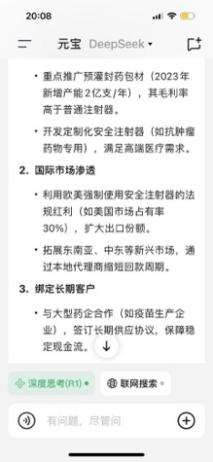 20:08
元宝 DeepSeek
• 重点推广预灌封药包材（2023年
新增产能2亿支/年），其毛利率
高于普通注射器。
• 开发定制化安全注射器（如抗肿瘤
药物专用），满足高端医疗需求。
2. 国际市场渗透
• 利用欧美强制使用安全注射器的法
规红利（如美国市场占有率
30%），扩大出口份额。
• 拓展东南亚、中东等新兴市场，通
过本地代理商缩短回款周期。
3. 绑定长期客户
• 与大型药企合作（如疫苗生产企
业），签订长期供应协议，保障稳
定现金流。
深度思考(R1) 联网搜索
有问题，尽管问